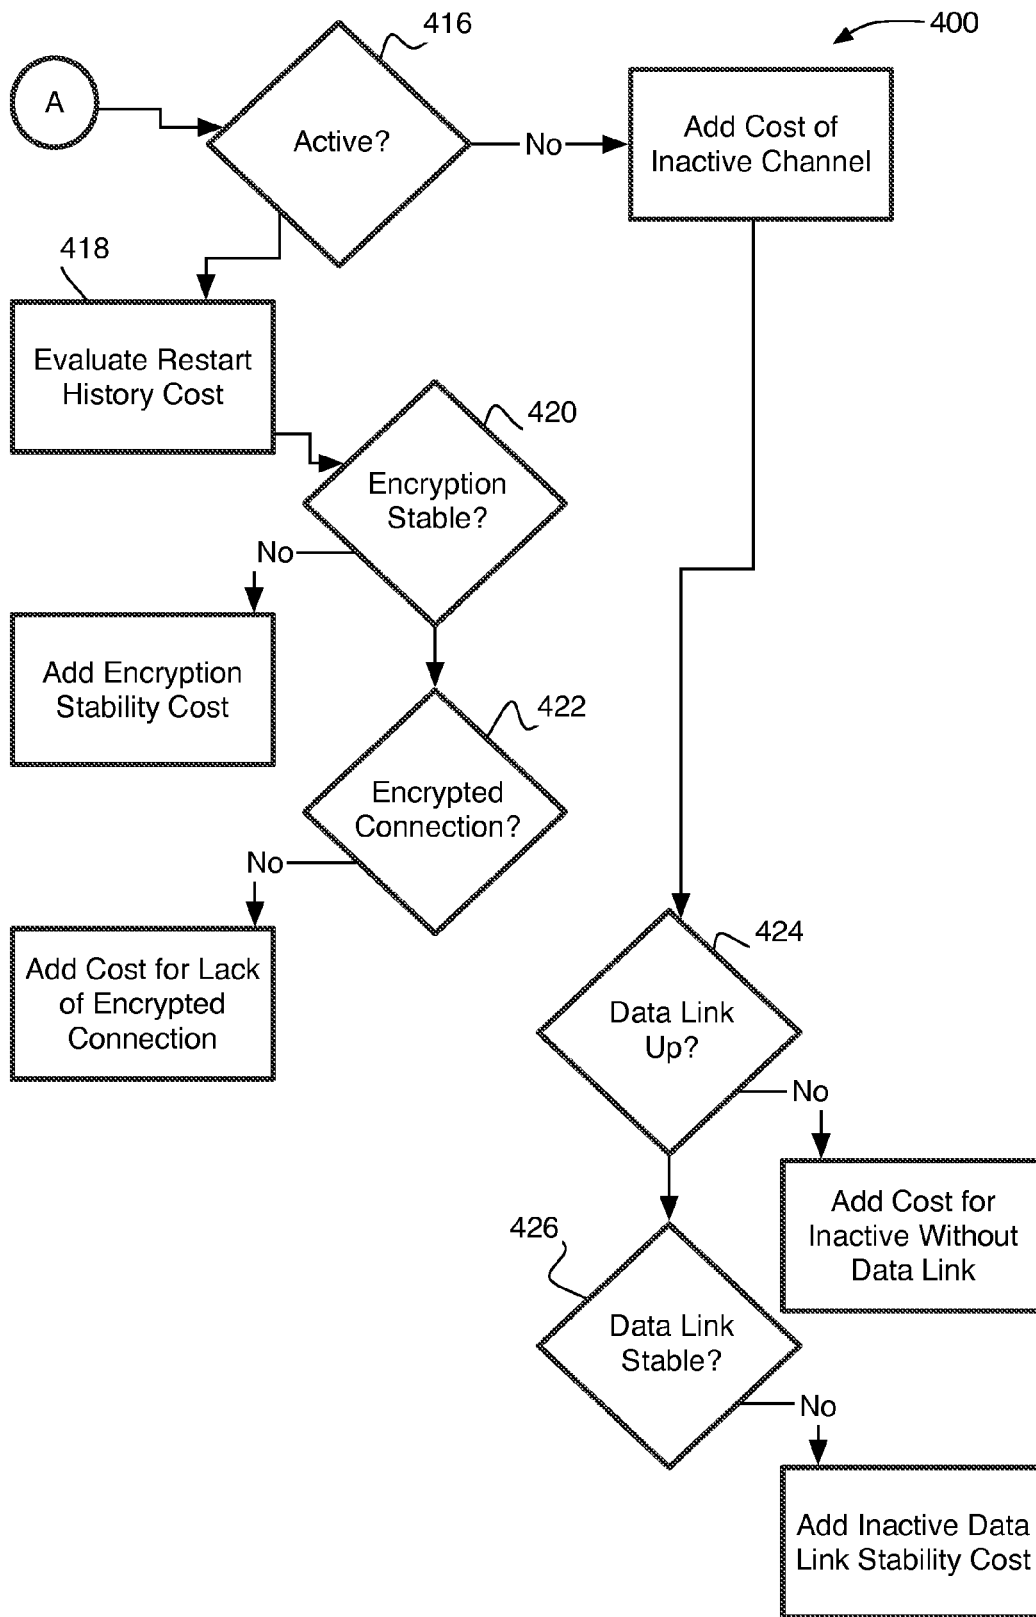 416
400
A
Active?
No
Add Cost of
Inactive Channel
418
Evaluate Restart
History Cost
420
Encryption
Stable?
No
Add Encryption
Stability Cost
422
Encrypted
Connection?
No
Add Cost for Lack
of Encrypted
Connection
424
Data Link
Up?
No
Add Cost for
Inactive Without
Data Link
426
Data Link
Stable?
No
Add Inactive Data
Link Stability Cost